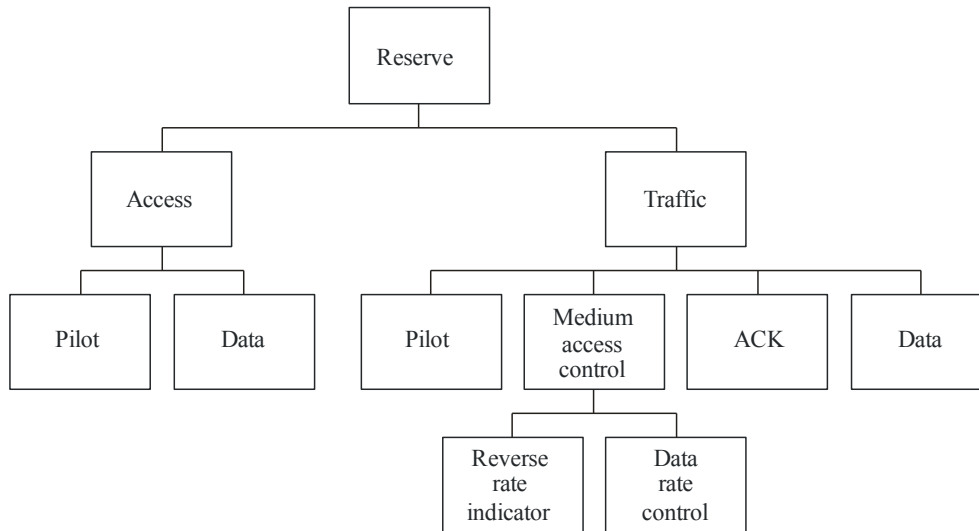 Reserve
Access
Traffic
Pilot
Data
Pilot
Medium
access
control
ACK
Data
Reverse
rate
indicator
Data
rate
control